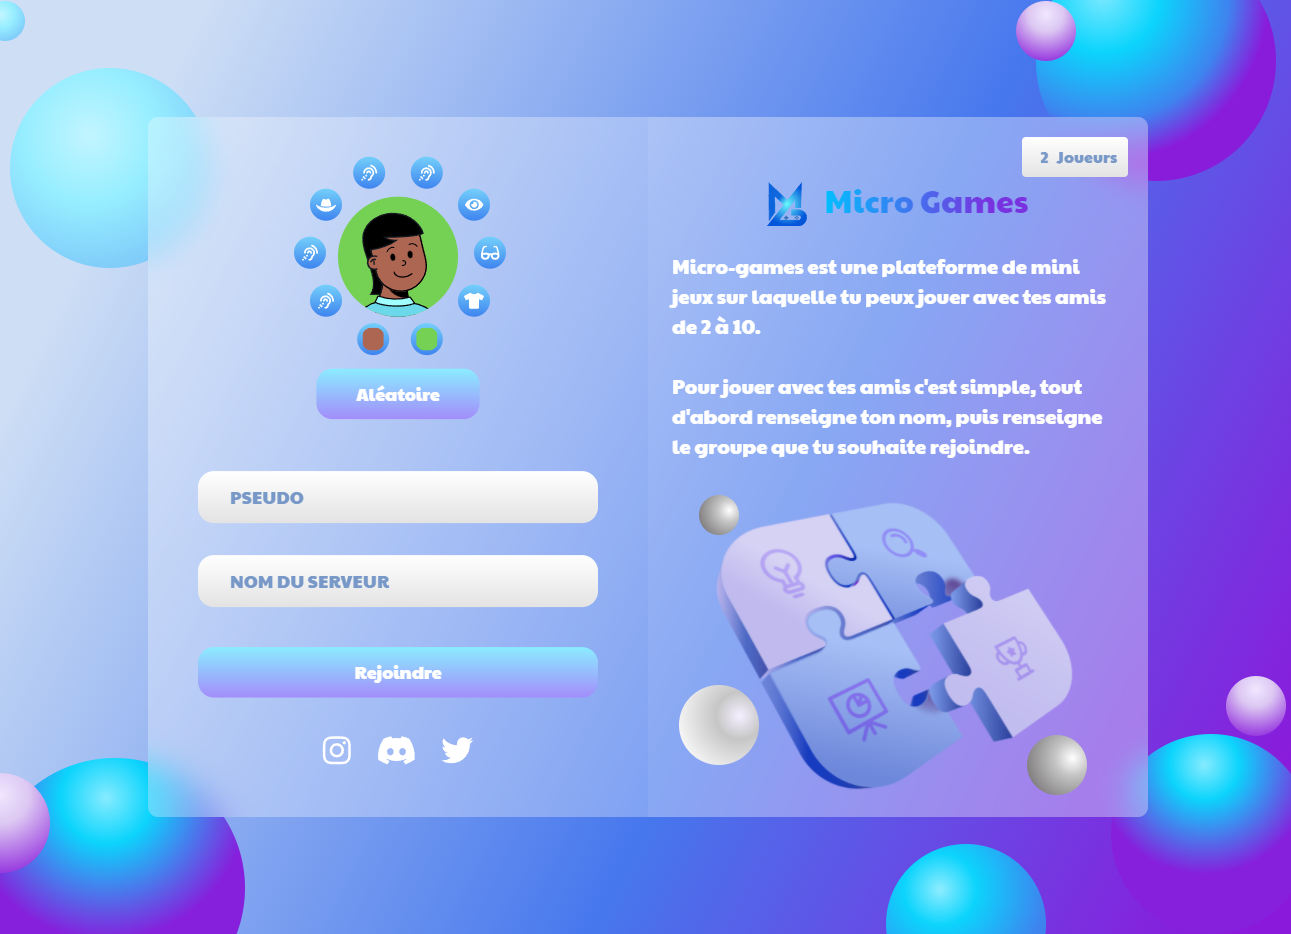 2 Joueurs
Micro Games
Micro-games est une plateforme de mini
jeux sur laquelle tu peux jouer avec tes amis
de 2 à 10.
Pour jouer avec tes amis c'est simple, tout
d'abord renseigne ton nom, puis renseigne
le groupe que tu souhaite rejoindre.
Aléatoire
PSEUDO
NOM DU SERVEUR
Rejoindre